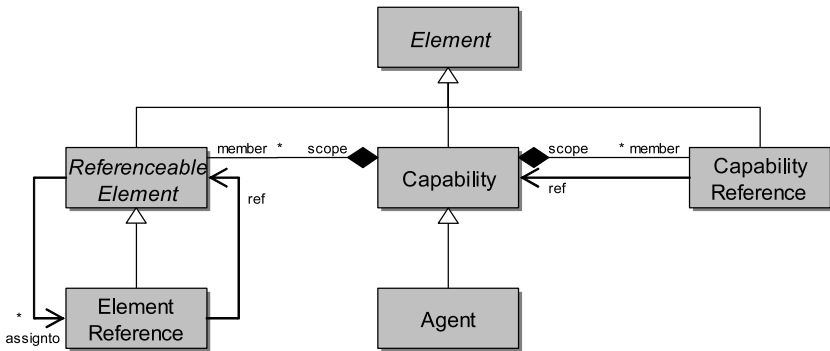 Element
member * scope
scope * member
Referenceable
Element
Capability
Capability
Reference
ref
ref
Element
Reference
Agent
*
assignto